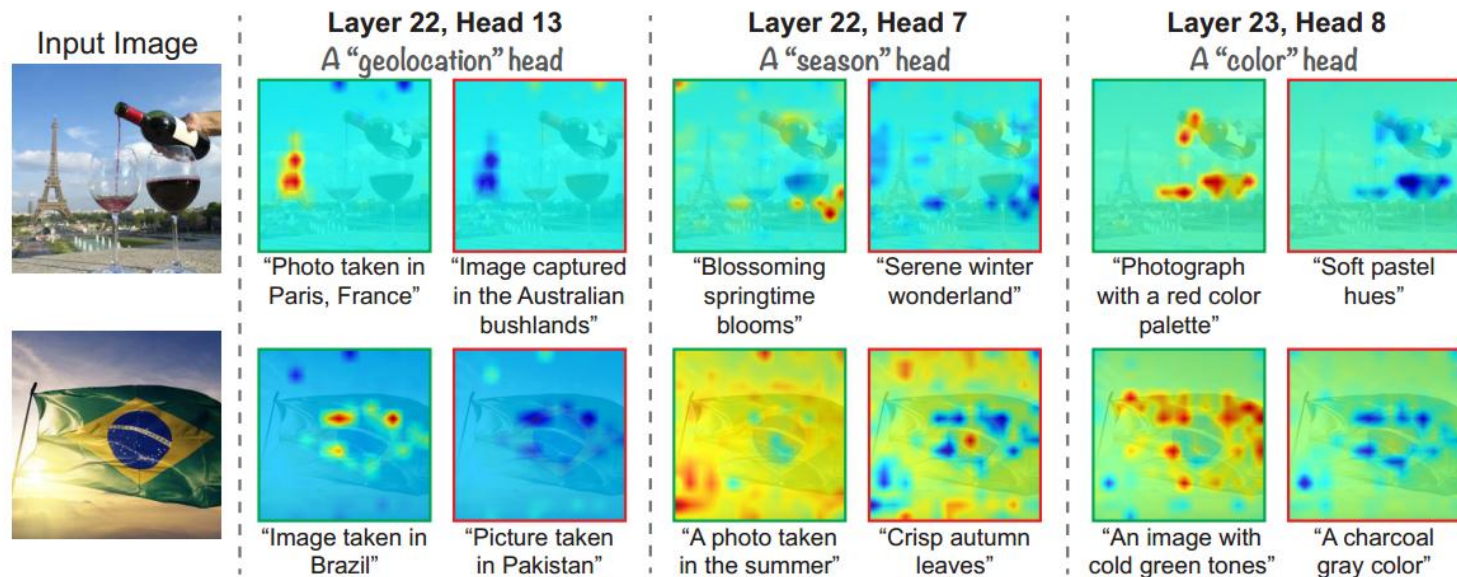 Input Image
Layer 22, Head 13
A “geolocation” head
Layer 22, Head 7
A “season” head
Layer 23, Head 8
A “color” head
“Photo taken in
Paris, France”
“Image captured
in the Australian
bushlands”
“Blossoming
springtime
blooms”
“Serene winter
wonderland”
“Photograph
with a red color
palette”
“Soft pastel
hues”
“Image taken in
Brazil”
“Picture taken
in Pakistan”
“A photo taken
in the summer”
“Crisp autumn
leaves”
“An image with
cold green tones”
“A charcoal
gray color”